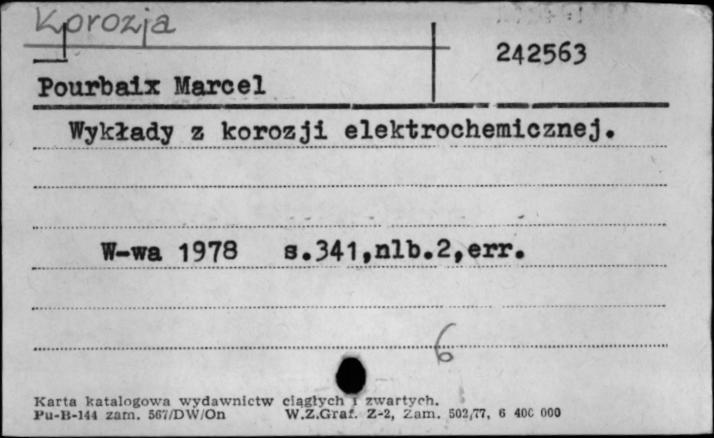 Korozja
242563
Pourbaix Marcel
Wykłady z korozji elektrochemicznej.
W-wa 1978 s.341,nlb.2,err.
6
Karta katalogowa wydawnictw ciągłych i zwartych.
Pu-B-144 zam. 567/DW/On W.Z.Graf. Z-2, Zam. 502/77, 6 400 000